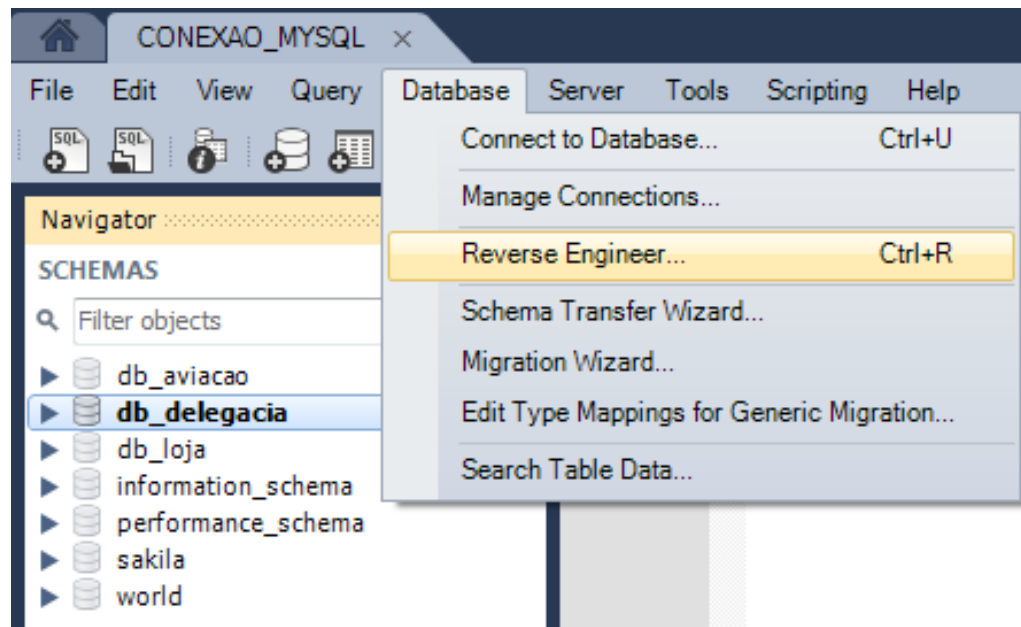 CONEXAO_MYSQL ×
File Edit View Query Database Server Tools Scripting Help
SQL SQL
Connect to Database... Ctrl+U
Manage Connections...
Reverse Engineer... Ctrl+R
Schema Transfer Wizard...
Migration Wizard...
Edit Type Mappings for Generic Migration...
Search Table Data...
Navigator
SCHEMAS
Filter objects
db_aviacao
db_delegacia
db_loja
information_schema
performance_schema
sakila
world